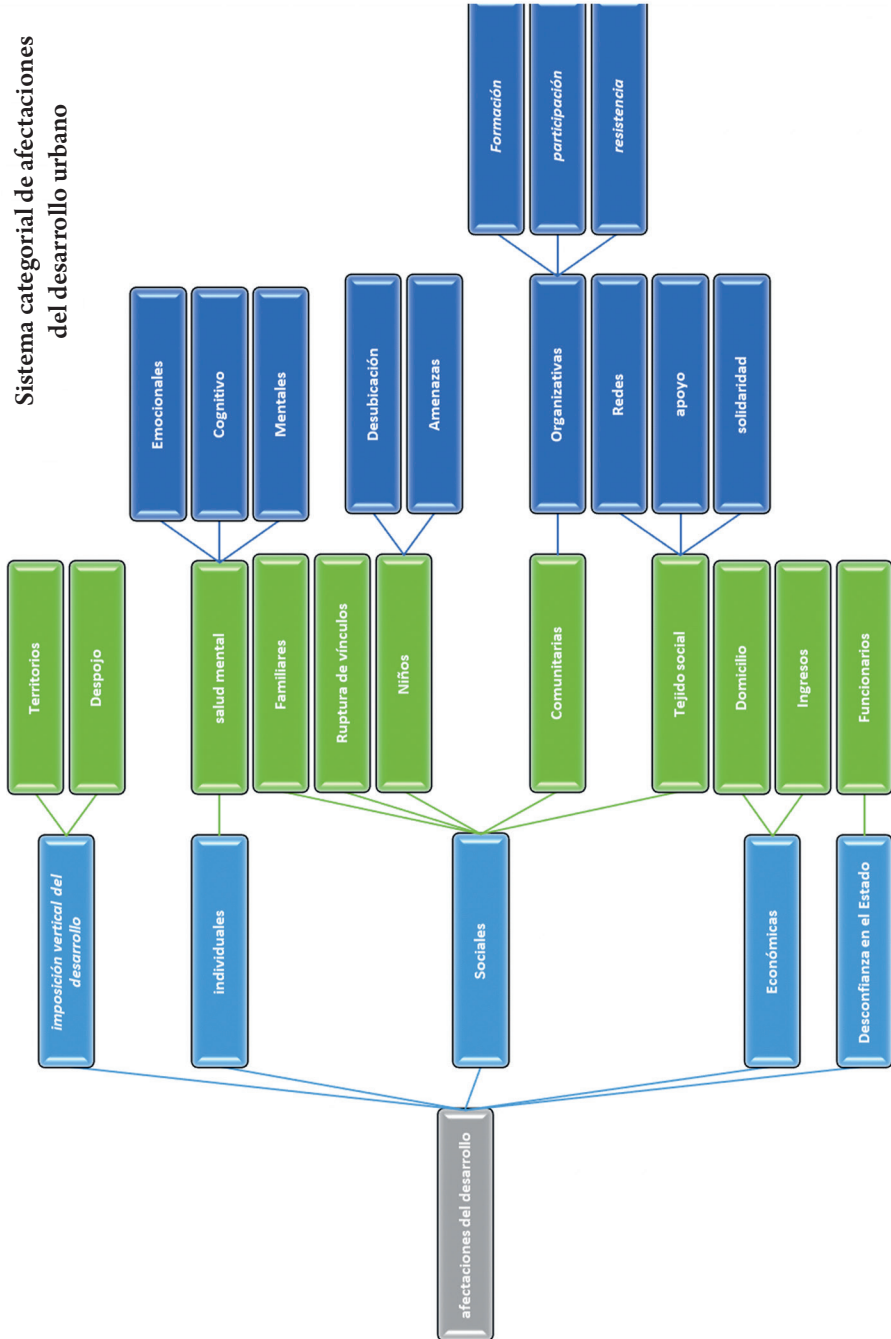 Sistema categorial de afectaciones
del desarrollo urbano
afectaciones del desarrollo
imposición vertical del
desarrollo
Territorios
Despojo
individuales
salud mental
Emocionales
Cognitivo
Mentales
Sociales
Familiares
Ruptura de vínculos
Niños
Desubicación
Amenazas
Comunitarias
Organizativas
Formación
participación
resistencia
Tejido social
Redes
apoyo
solidaridad
Económicas
Domicilio
Ingresos
Desconfianza en el Estado
Funcionarios